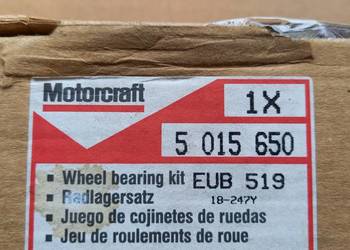 Motorcraft
1X
5 015 650
▪ Wheel bearing kit EUB 519
▪ Radlagersatz 18-247Y
▪ Juego de cojinetes de ruedas
▪ Jeu de roulements de roue